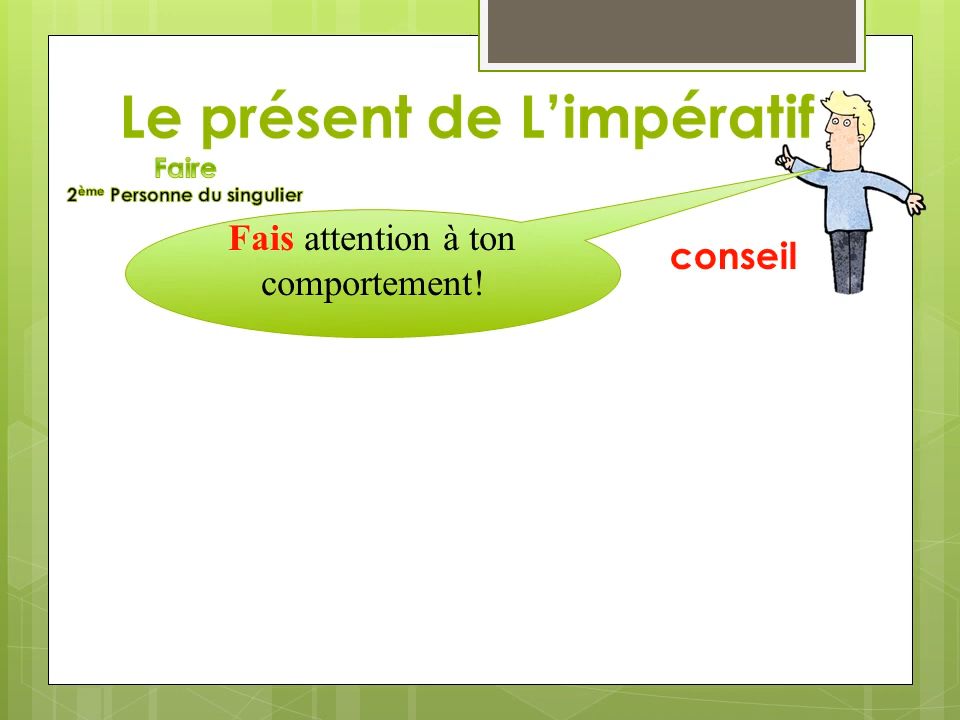 Le présent de L’impératif
Faire
2ème Personne du singulier
Fais attention à ton
comportement!
conseil